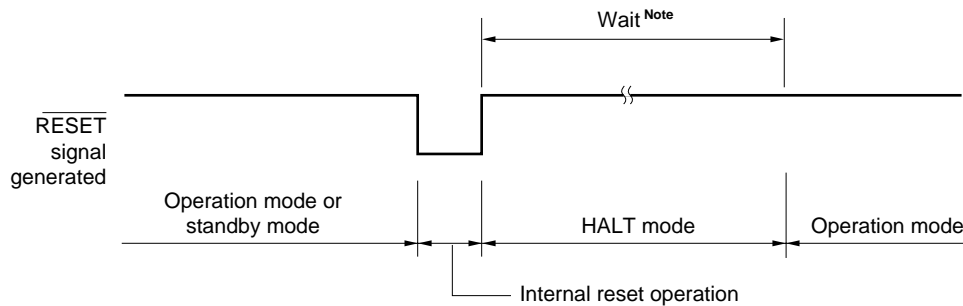 Wait Note
RESET
signal
generated
Operation mode or
standby mode
HALT mode
Operation mode
Internal reset operation